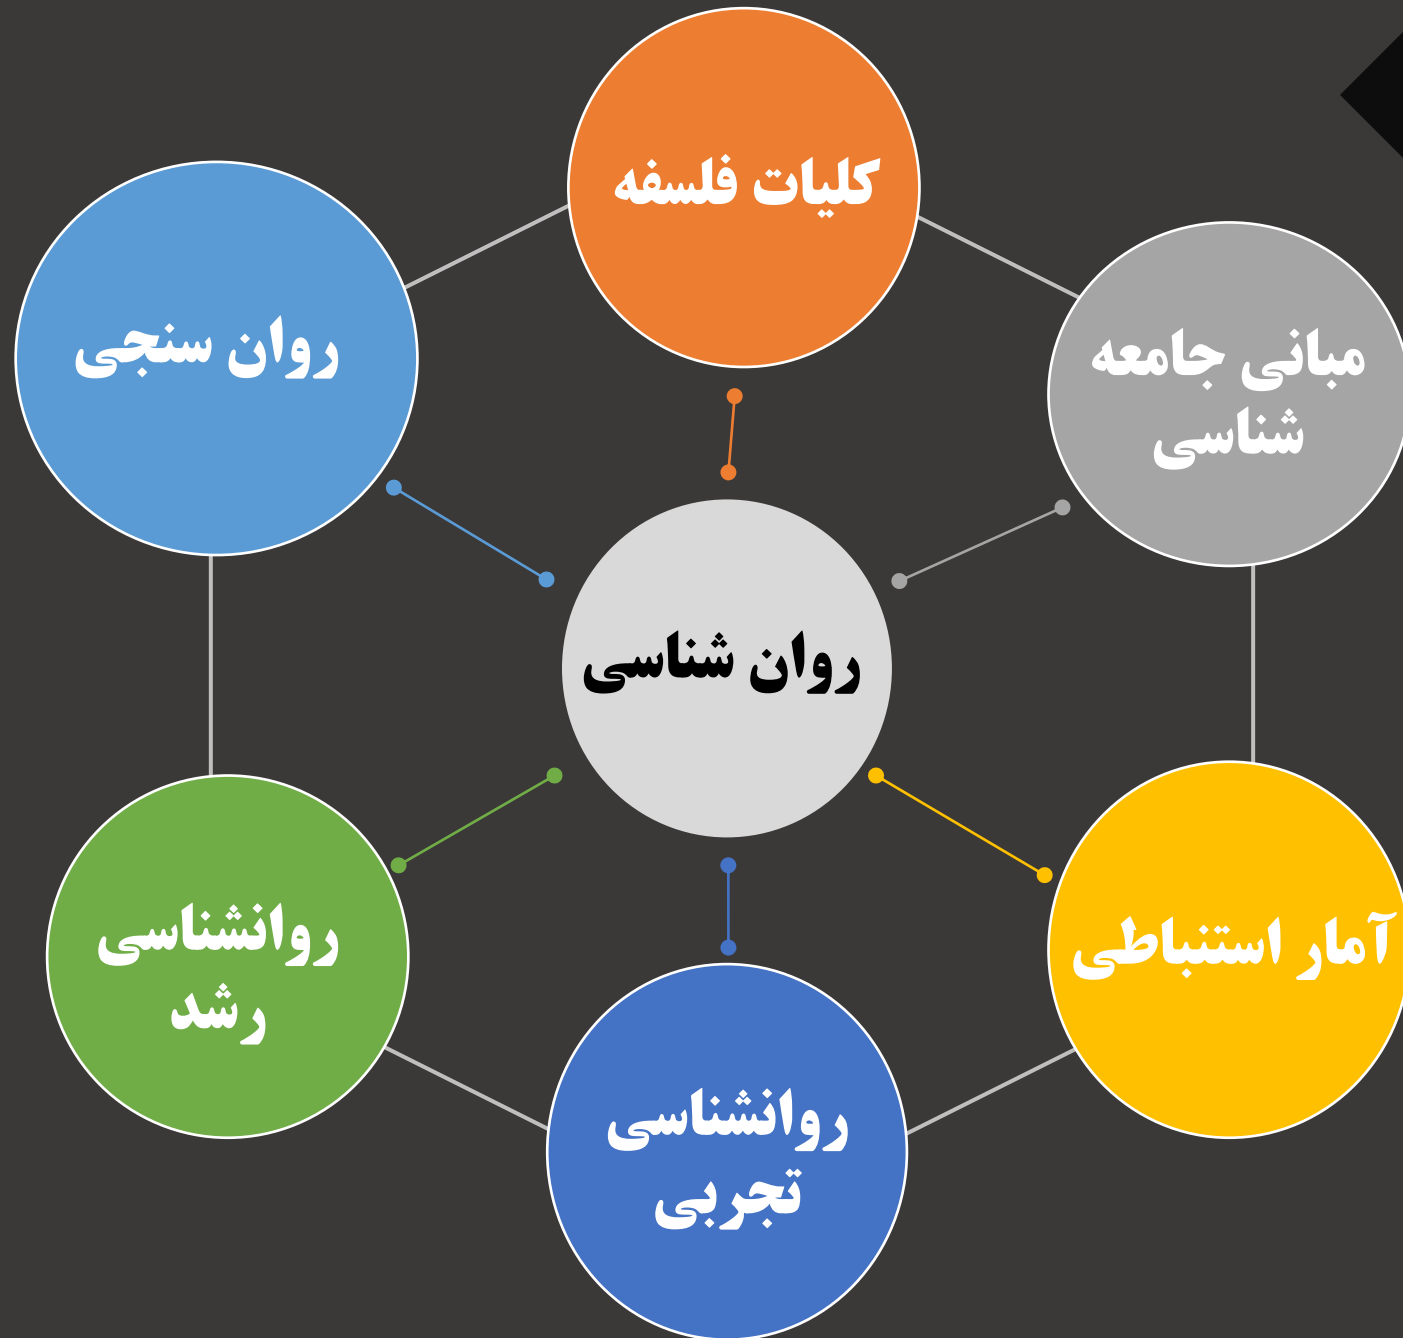 کلیات فلسفه
روان سنجی
مبانی جامعه
شناسی
روان شناسی
روانشناسی
رشد
آمار استنباطی
روانشناسی
تجربی